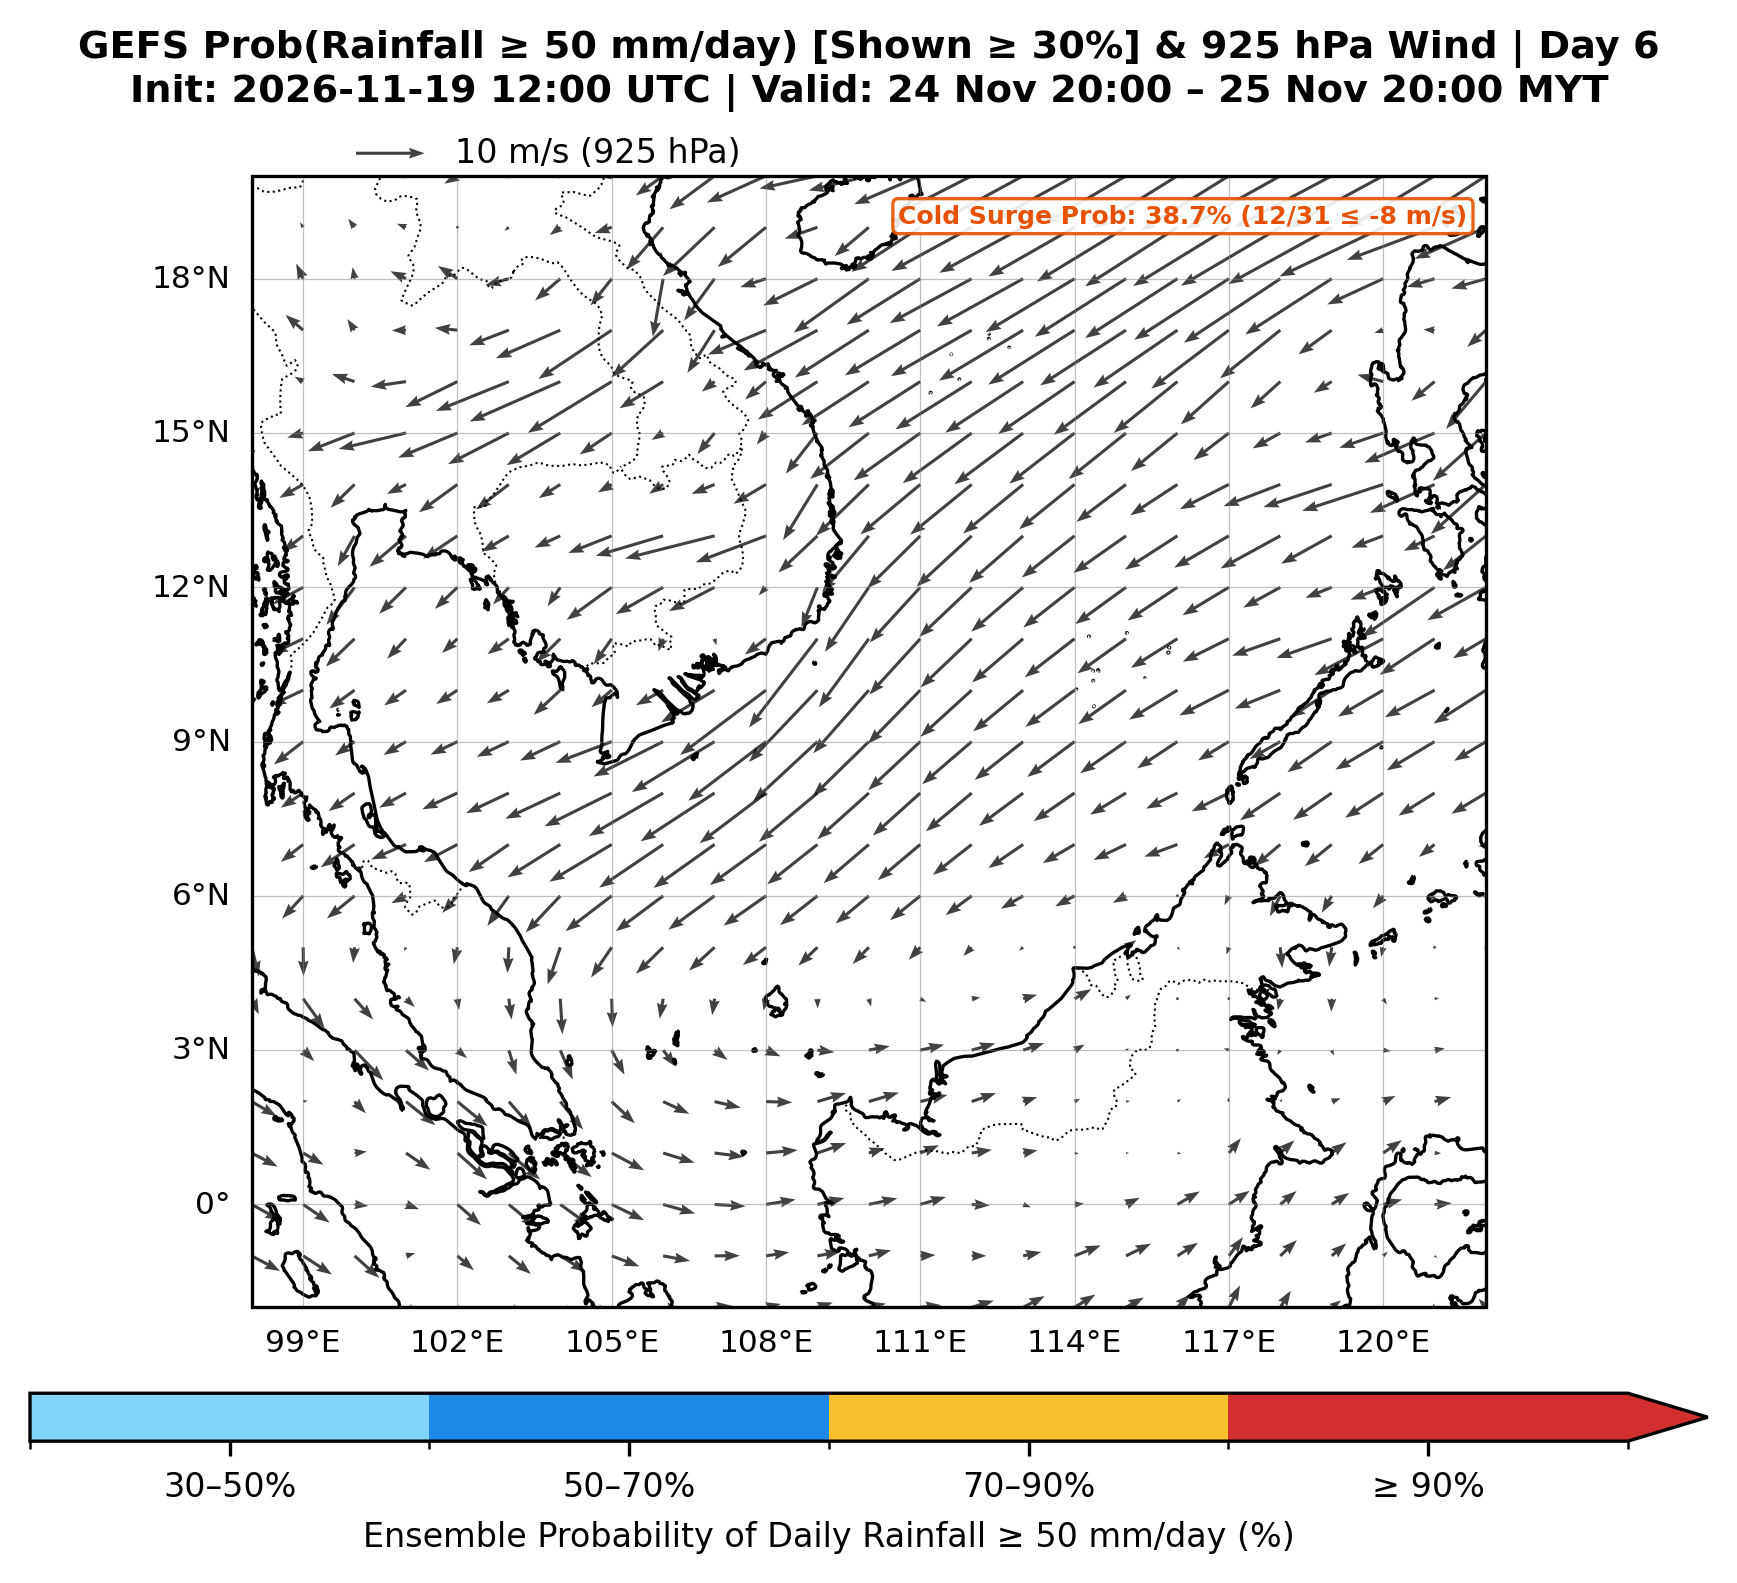 GEFS Prob(Rainfall ≥ 50 mm/day) [Shown ≥ 30%] & 925 hPa Wind | Day 6
Init: 2026-11-19 12:00 UTC | Valid: 24 Nov 20:00 – 25 Nov 20:00 MYT
10 m/s (925 hPa)
Cold Surge Prob: 38.7% (12/31 ≤ -8 m/s)
18°N
15°N
12°N
9°N
6°N
3°N
0°
99°E 102°E 105°E 108°E 111°E 114°E 117°E 120°E
30–50% 50–70% 70–90% ≥ 90%
Ensemble Probability of Daily Rainfall ≥ 50 mm/day (%)